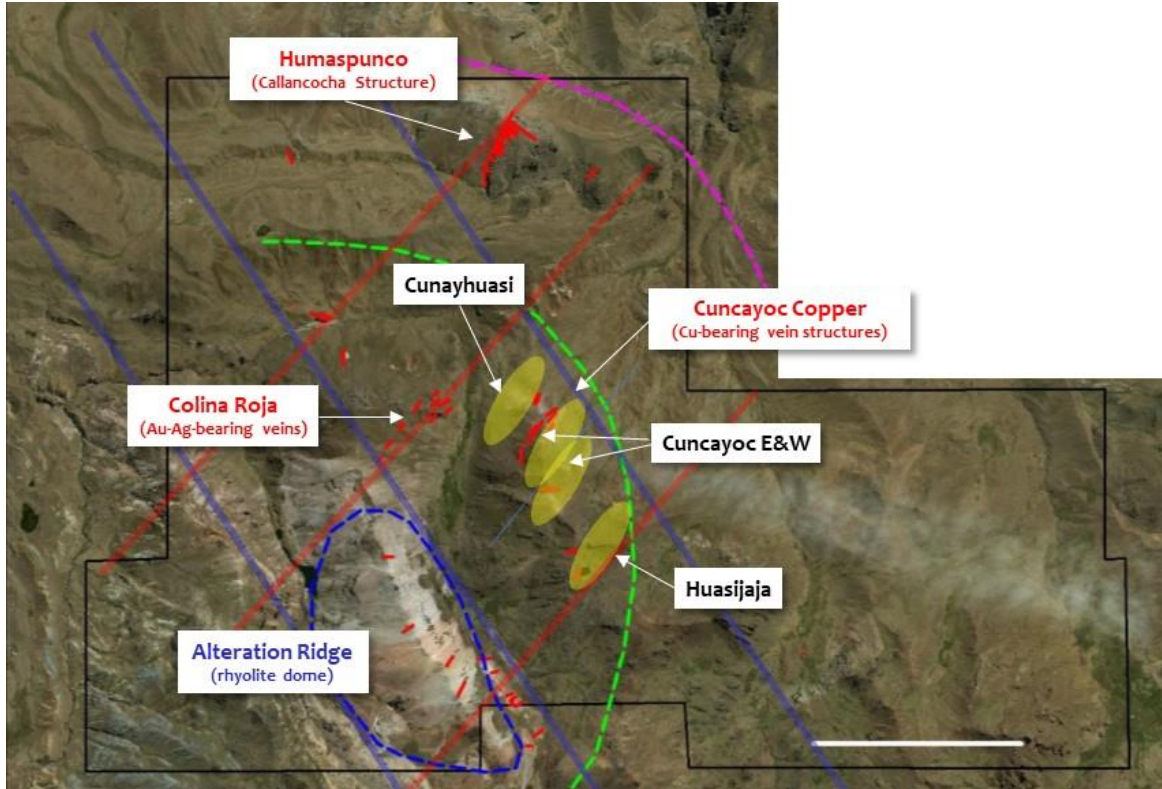 Humaspunco
(Callancocha Structure)
Cunayhuasi
Cuncayoc Copper
(Cu-bearing vein structures)
Colina Roja
(Au-Ag-bearing veins)
Cuncayoc E&W
Huasijaja
Alteration Ridge
(rhyolite dome)